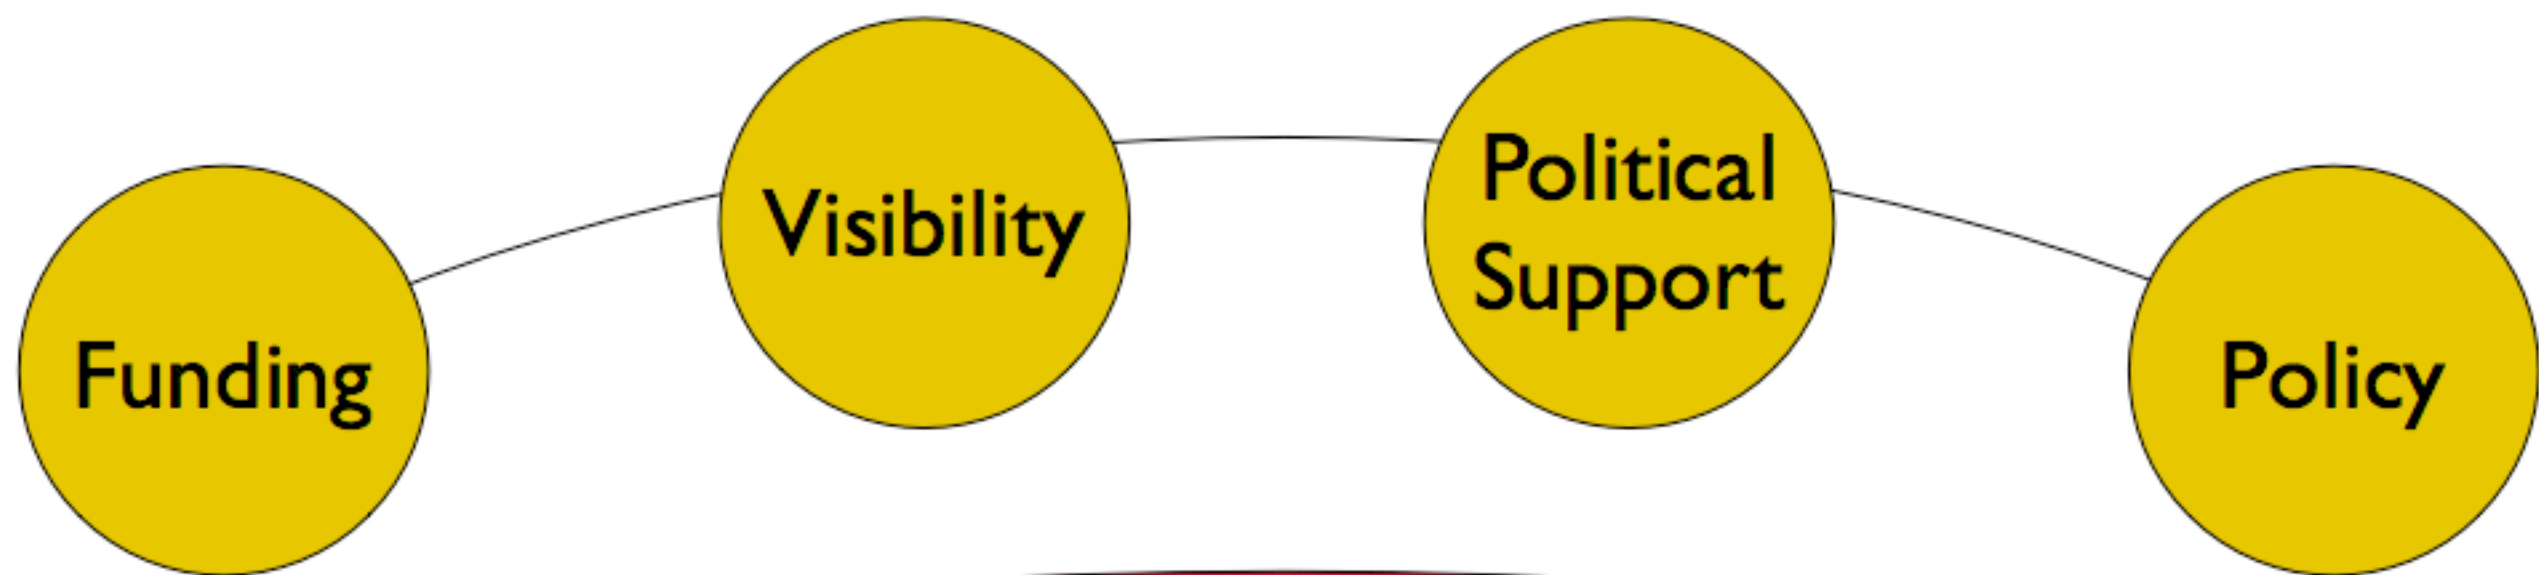 Funding
Visibility
Political
Support
Policy